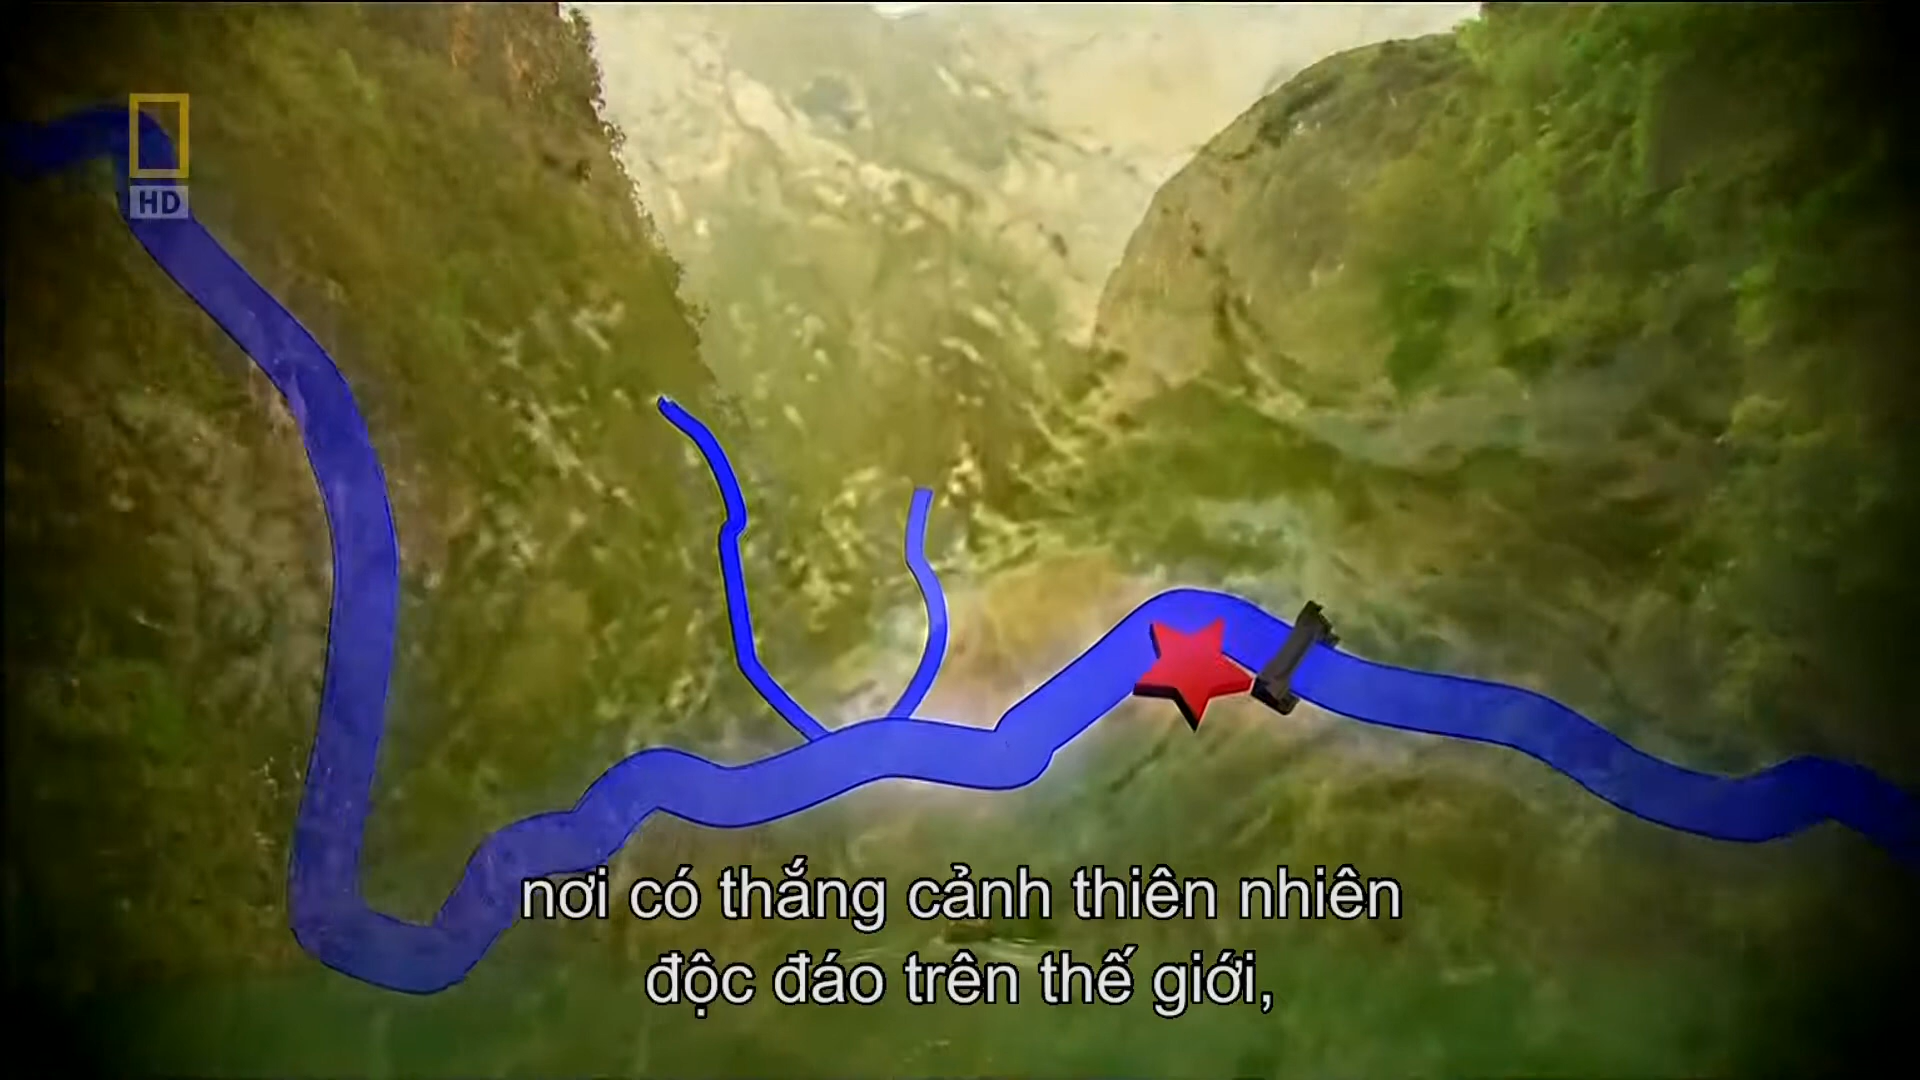 HD
nơi có thắng cảnh thiên nhiên
độc đáo trên thế giới,